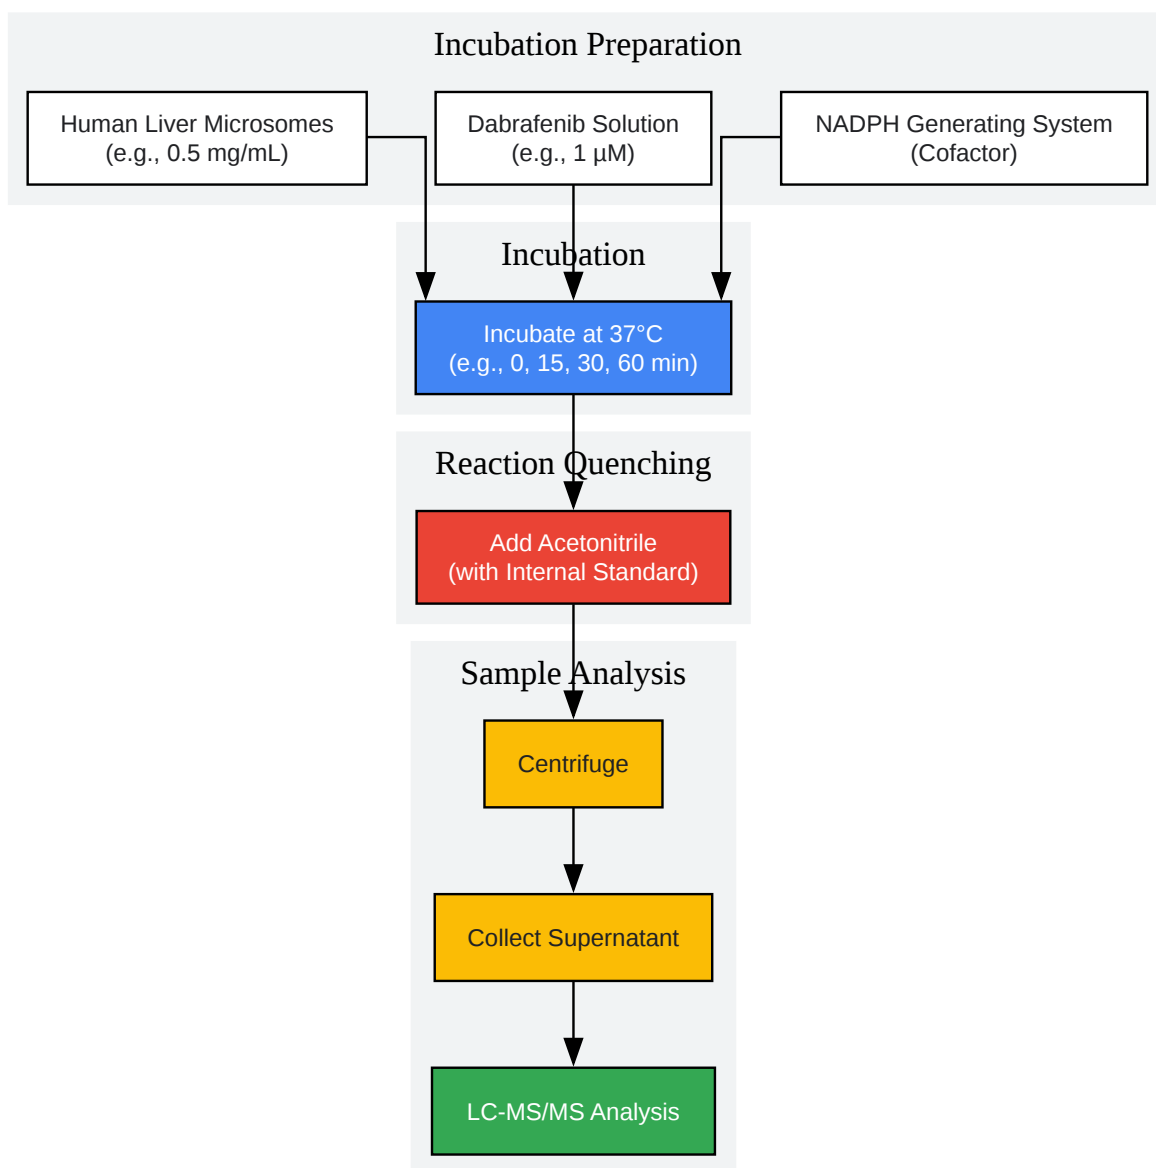 Incubation Preparation
Human Liver Microsomes
(e.g., 0.5 mg/mL)
Dabrafenib Solution
(e.g., 1 µM)
NADPH Generating System
(Cofactor)
Incubation
Incubate at 37°C
(e.g., 0, 15, 30, 60 min)
Reaction Quenching
Add Acetonitrile
(with Internal Standard)
Sample Analysis
Centrifuge
Collect Supernatant
LC-MS/MS Analysis